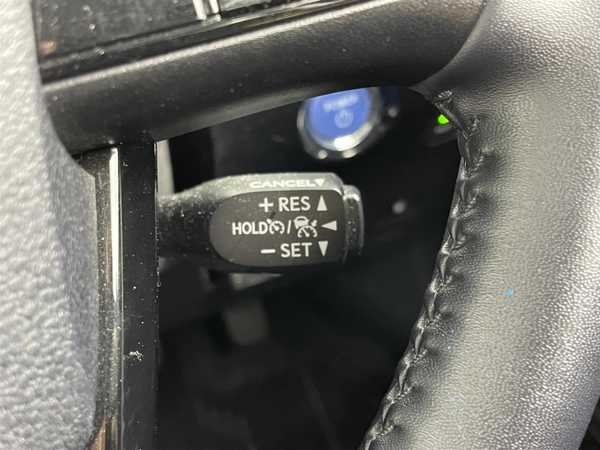 CANCEL▼
+ RES ▲
HOLD / ◀
− SET ▼